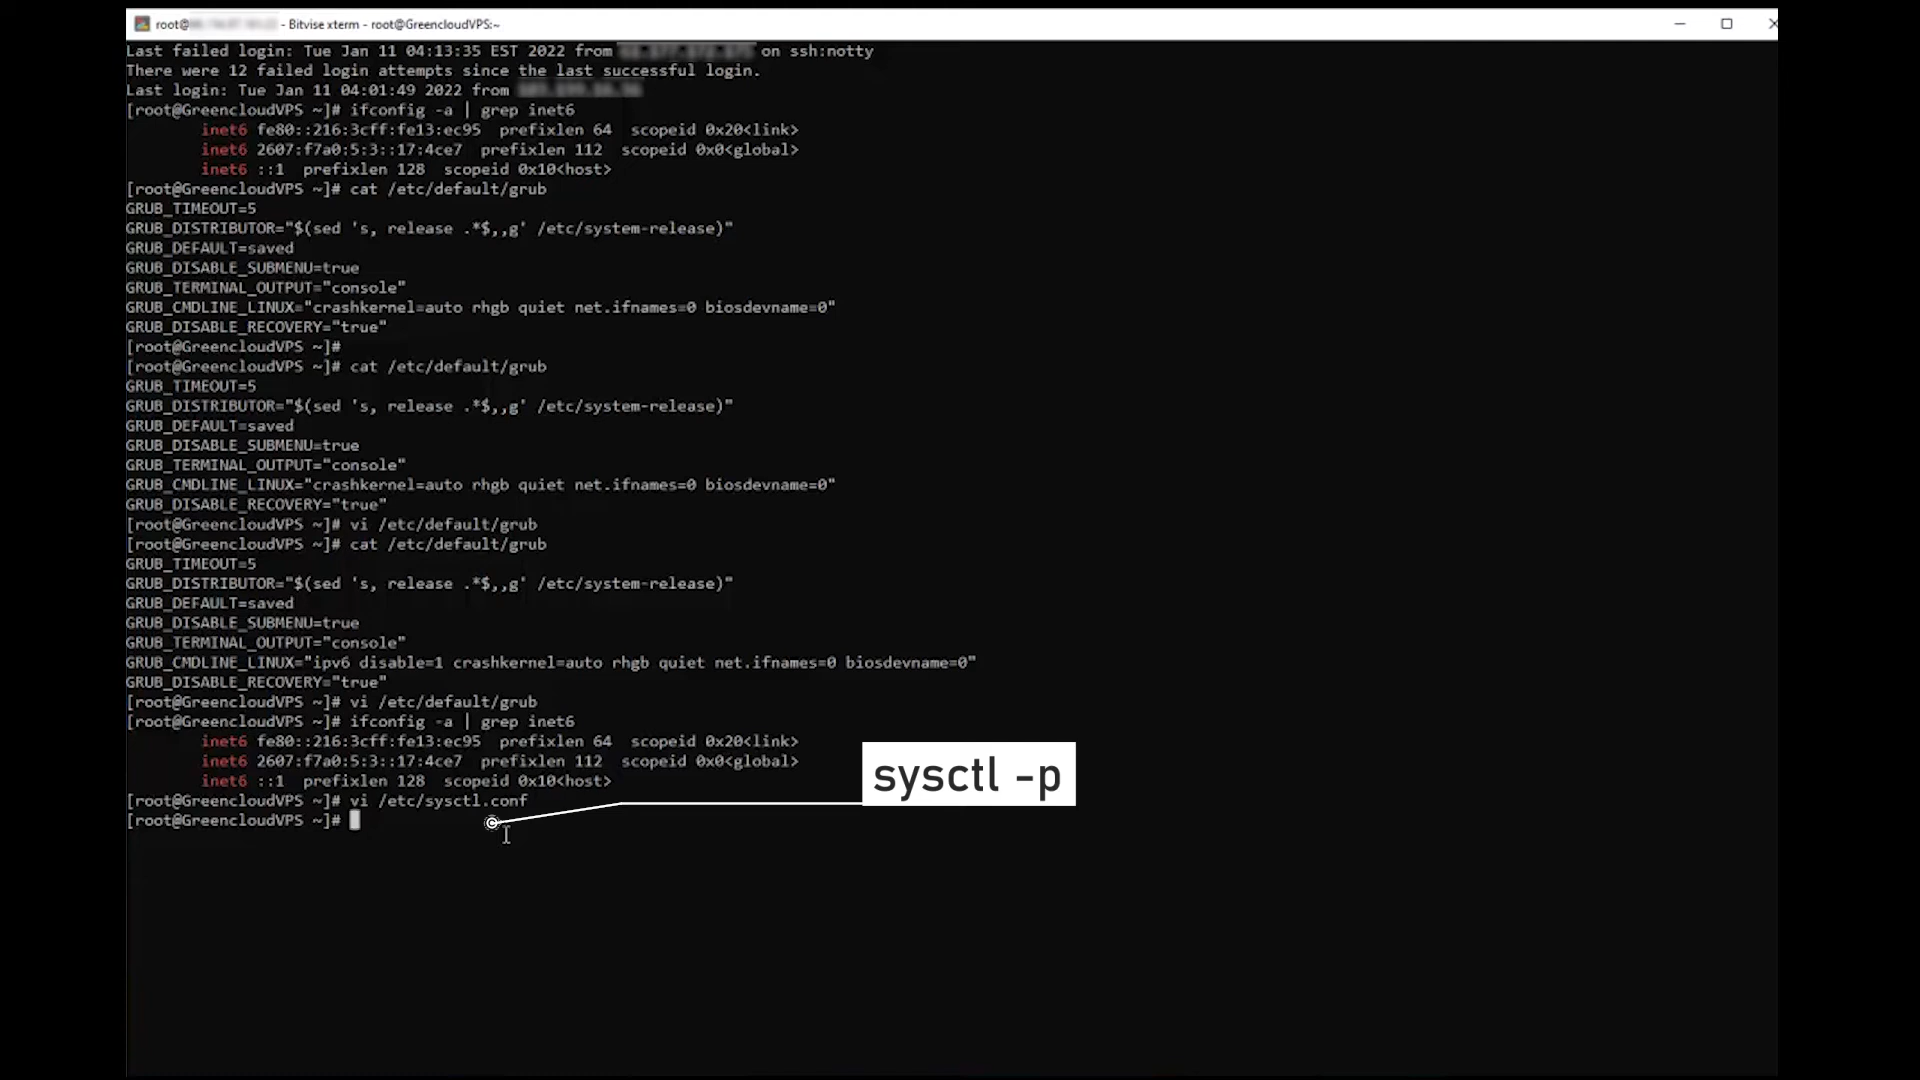 root@ - Bitvise xterm - root@GreencloudVPS:~
Last failed login: Tue Jan 11 04:13:35 EST 2022 from on ssh:notty
There were 12 failed login attempts since the last successful login.
Last login: Tue Jan 11 04:01:49 2022 from
[root@GreencloudVPS ~]# ifconfig -a | grep inet6
inet6 fe80::216:3cff:fe13:ec95 prefixlen 64 scopeid 0x20<link>
inet6 2607:f7a0:5:3::17:4ce7 prefixlen 112 scopeid 0x0<global>
inet6 ::1 prefixlen 128 scopeid 0x10<host>
[root@GreencloudVPS ~]# cat /etc/default/grub
GRUB_TIMEOUT=5
GRUB_DISTRIBUTOR="$(sed 's, release .*$,,g' /etc/system-release)"
GRUB_DEFAULT=saved
GRUB_DISABLE_SUBMENU=true
GRUB_TERMINAL_OUTPUT="console"
GRUB_CMDLINE_LINUX="crashkernel=auto rhgb quiet net.ifnames=0 biosdevname=0"
GRUB_DISABLE_RECOVERY="true"
[root@GreencloudVPS ~]#
[root@GreencloudVPS ~]# cat /etc/default/grub
GRUB_TIMEOUT=5
GRUB_DISTRIBUTOR="$(sed 's, release .*$,,g' /etc/system-release)"
GRUB_DEFAULT=saved
GRUB_DISABLE_SUBMENU=true
GRUB_TERMINAL_OUTPUT="console"
GRUB_CMDLINE_LINUX="crashkernel=auto rhgb quiet net.ifnames=0 biosdevname=0"
GRUB_DISABLE_RECOVERY="true"
[root@GreencloudVPS ~]# vi /etc/default/grub
[root@GreencloudVPS ~]# cat /etc/default/grub
GRUB_TIMEOUT=5
GRUB_DISTRIBUTOR="$(sed 's, release .*$,,g' /etc/system-release)"
GRUB_DEFAULT=saved
GRUB_DISABLE_SUBMENU=true
GRUB_TERMINAL_OUTPUT="console"
GRUB_CMDLINE_LINUX="ipv6 disable=1 crashkernel=auto rhgb quiet net.ifnames=0 biosdevname=0"
GRUB_DISABLE_RECOVERY="true"
[root@GreencloudVPS ~]# vi /etc/default/grub
[root@GreencloudVPS ~]# ifconfig -a | grep inet6
inet6 fe80::216:3cff:fe13:ec95 prefixlen 64 scopeid 0x20<link>
inet6 2607:f7a0:5:3::17:4ce7 prefixlen 112 scopeid 0x0<global>
inet6 ::1 prefixlen 128 scopeid 0x10<host>
sysctl -p
[root@GreencloudVPS ~]# vi /etc/sysctl.conf
[root@GreencloudVPS ~]#